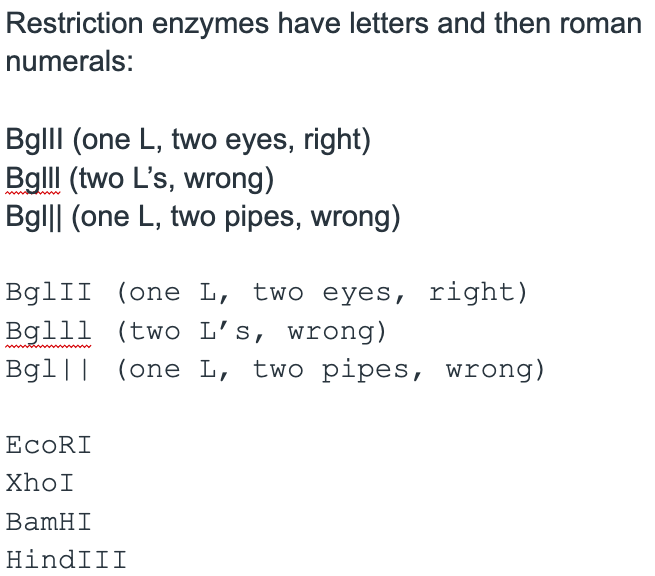 Restriction enzymes have letters and then roman
numerals:
BglII (one L, two eyes, right)
Bglll (two L’s, wrong)
Bgl|| (one L, two pipes, wrong)
BglII (one L, two eyes, right)
Bglll (two L’s, wrong)
Bgl|| (one L, two pipes, wrong)
EcoRI
XhoI
BamHI
HindIII